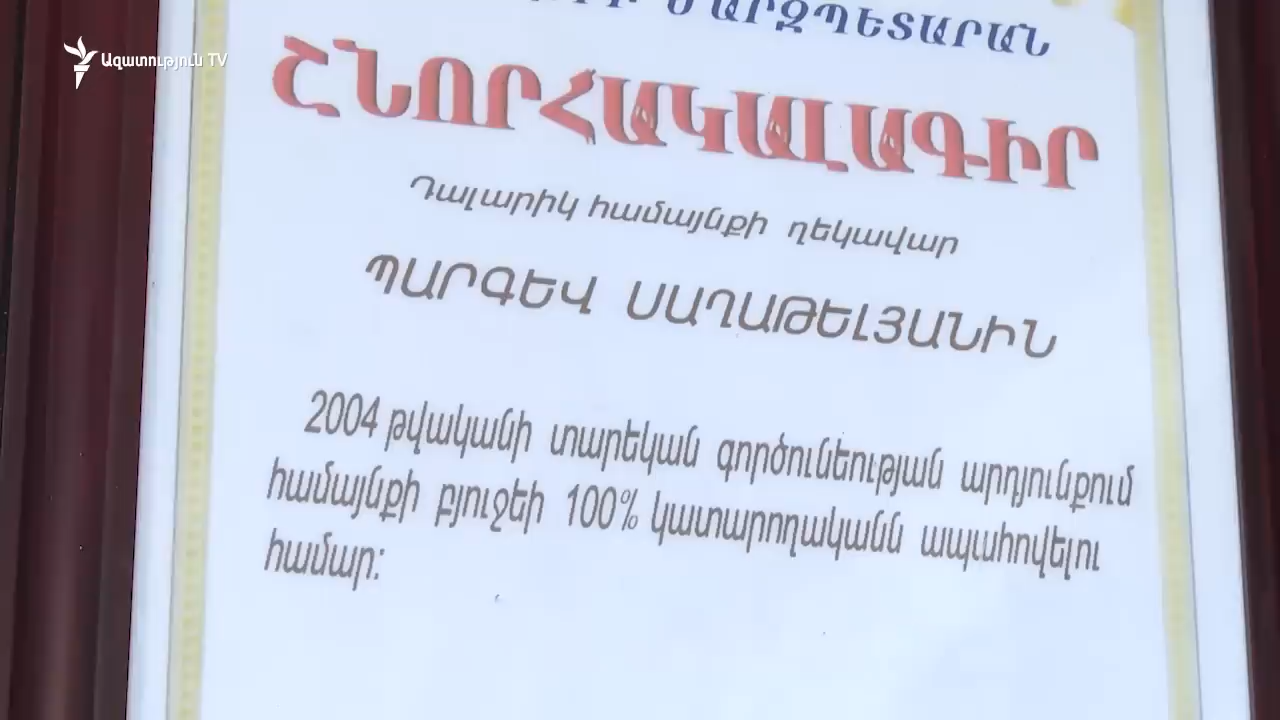 Ազատություն TV
ՄԱՐԶՊԵՏԱՐԱՆ
ՇՆՈՐՀԱԿԱԼԱԳԻՐ
Դալարիկ համայնքի ղեկավար
ՊԱՐԳԵՎ ՍԱՂԱԹԵԼՅԱՆԻՆ
2004 թվականի տարեկան գործունեության արդյունքում
համայնքի բյուջեի 100% կատարողականն ապահովելու
համար: